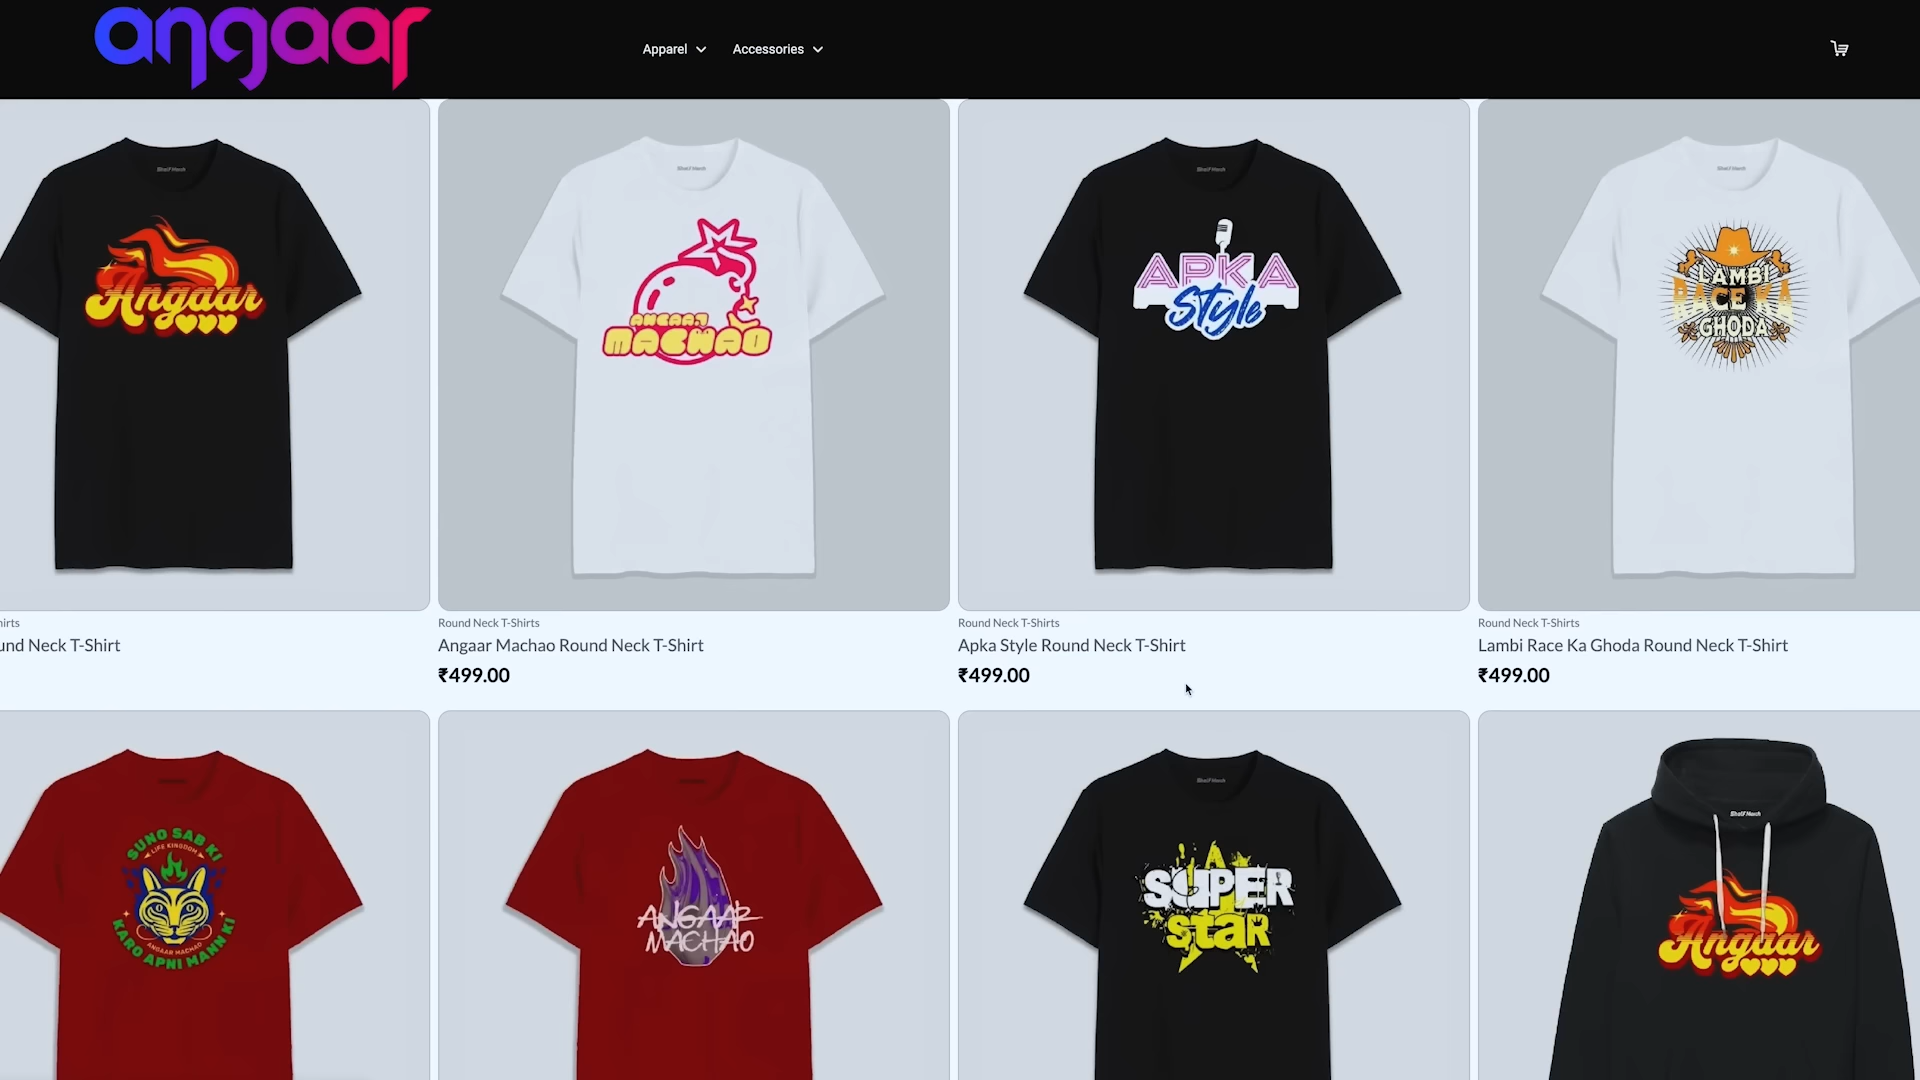 angaar
Apparel
Accessories
Angaar
ANGAAR
MACHAO
APKA
Style
LAMBI
RACE KA
GHODA
hirts
Round Neck T-Shirts
Round Neck T-Shirts
Round Neck T-Shirts
und Neck T-Shirt
Angaar Machao Round Neck T-Shirt
Apka Style Round Neck T-Shirt
Lambi Race Ka Ghoda Round Neck T-Shirt
₹499.00
₹499.00
₹499.00
SUNO SAB KI
LIFE KINGDOM
ANGAAR MACHAO
KARO APNI MANN KI
ANGAAR
MACHAO
SUPER
staR
Angaar